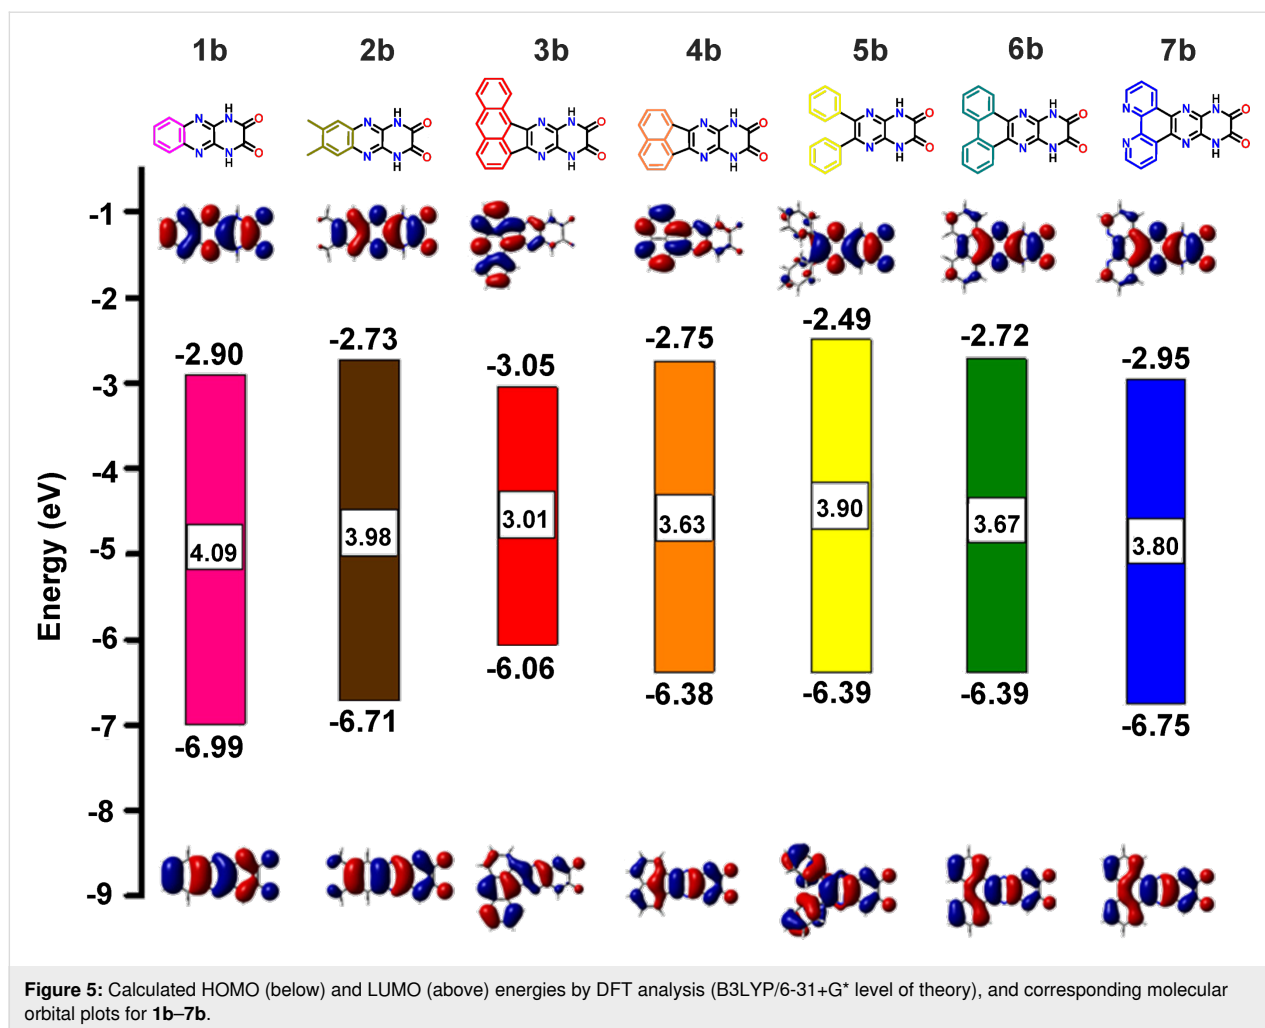 1b 2b 3b 4b 5b 6b 7b
H H H H H H H
N N N O N N O N N O N N O N N O N N O N N N O
N N O N N O N N O N N O N N O N N O N N N O
H H H H H H H
-1
-2
-2.90 -2.73 -3.05 -2.75 -2.49 -2.72 -2.95
-3
-4
4.09 3.98 3.01 3.63 3.90 3.67 3.80
-5
Energy (eV)
-6
-6.99 -6.71 -6.06 -6.38 -6.39 -6.39 -6.75
-7
-8
-9
Figure 5: Calculated HOMO (below) and LUMO (above) energies by DFT analysis (B3LYP/6-31+G* level of theory), and corresponding molecular
orbital plots for 1b–7b.